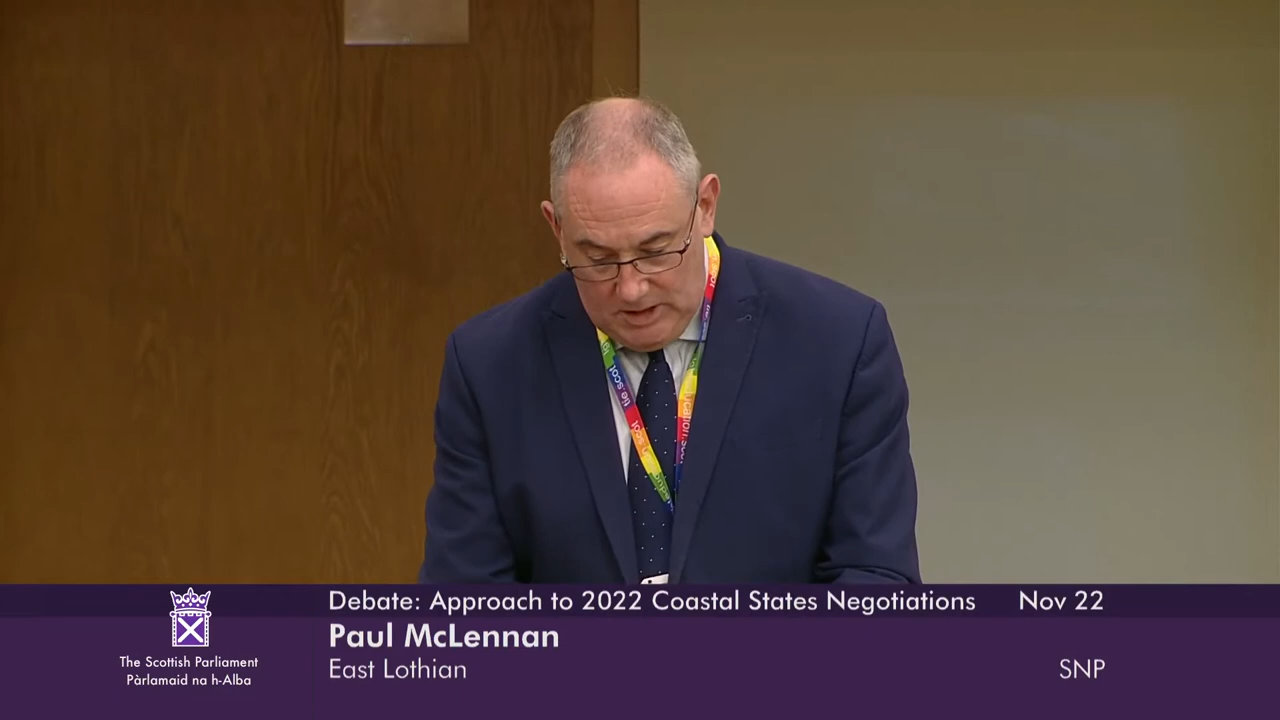 Debate: Approach to 2022 Coastal States Negotiations Nov 22
Paul McLennan
East Lothian SNP
The Scottish Parliament
Pàrlamaid na h-Alba